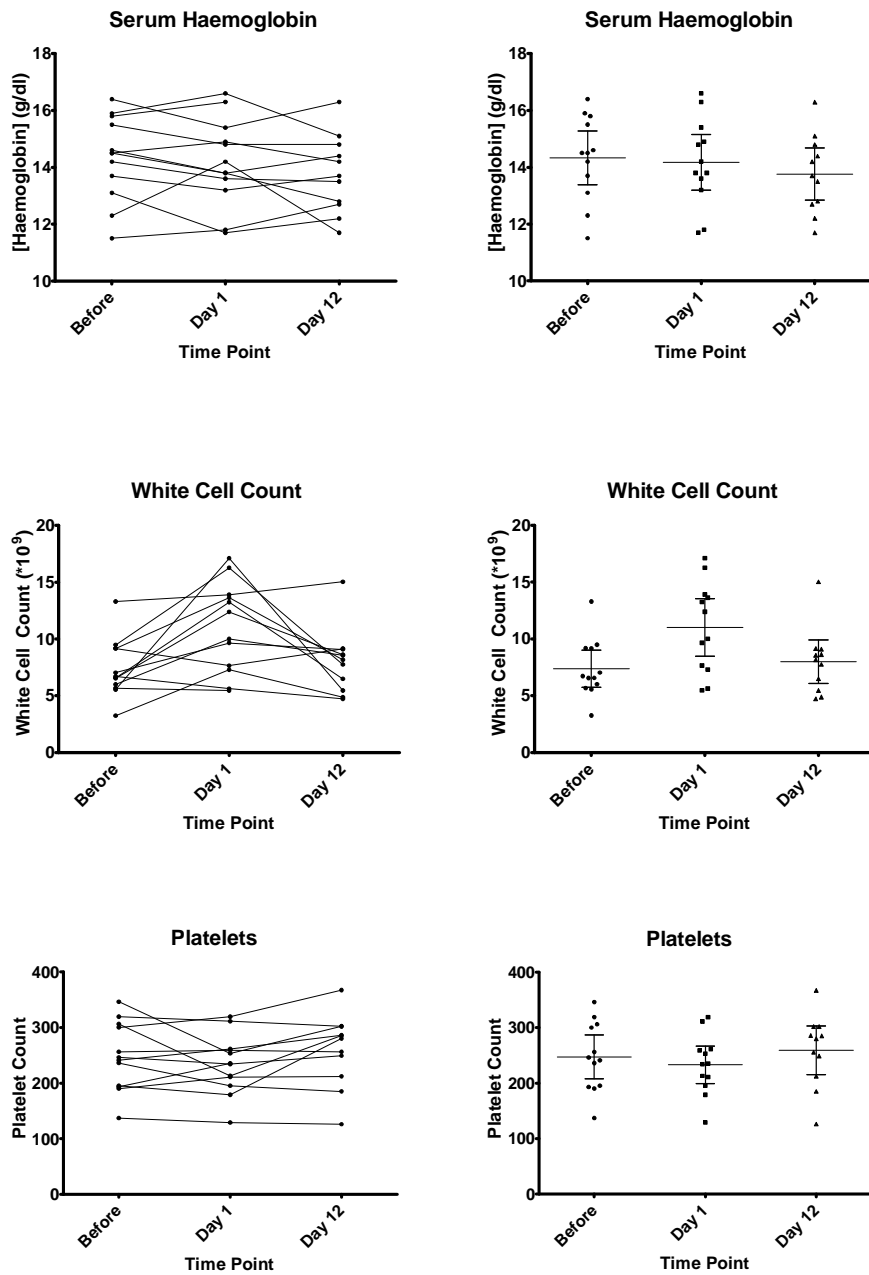 Serum Haemoglobin
[Haemoglobin] (g/dl)
18
16
14
12
10
Before
Day 1
Day 12
Time Point
Serum Haemoglobin
[Haemoglobin] (g/dl)
18
16
14
12
10
Before
Day 1
Day 12
Time Point
White Cell Count
White Cell Count (*10⁹)
20
15
10
5
0
Before
Day 1
Day 12
Time Point
White Cell Count
White Cell Count (*10⁹)
20
15
10
5
0
Before
Day 1
Day 12
Time Point
Platelets
Platelet Count
400
300
200
100
0
Before
Day 1
Day 12
Time Point
Platelets
Platelet Count
400
300
200
100
0
Before
Day 1
Day 12
Time Point